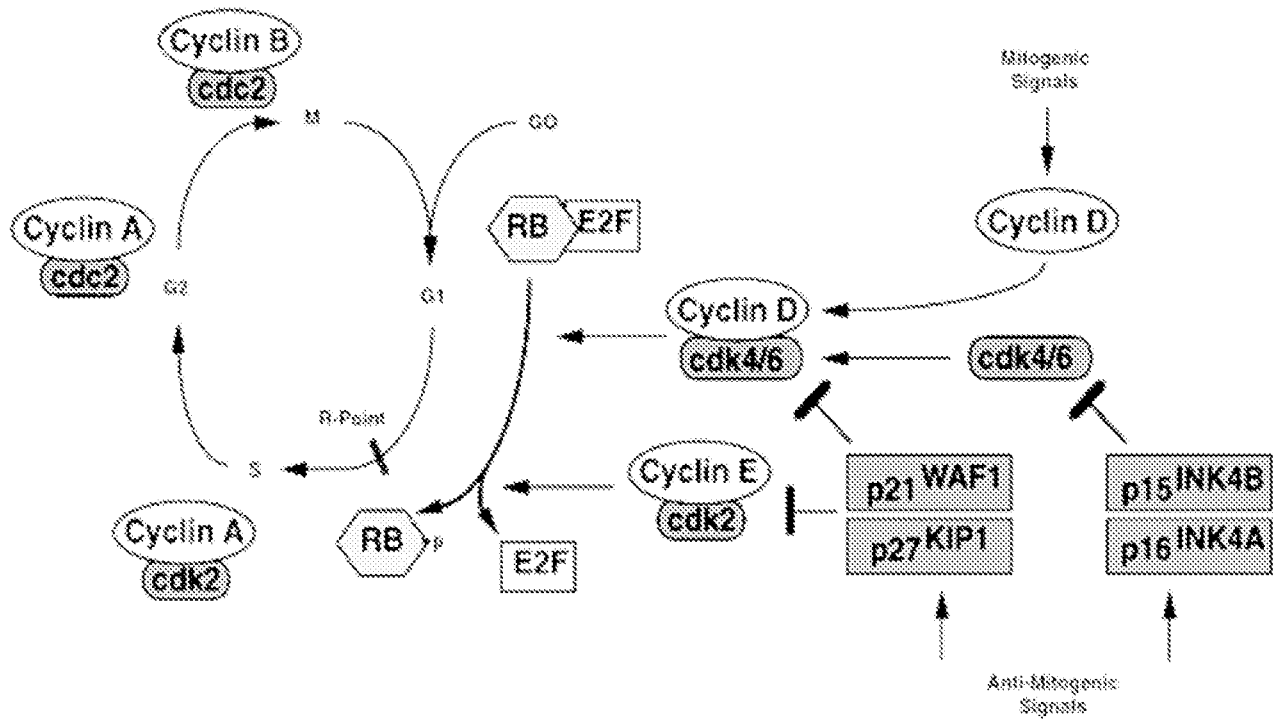 Cyclin B
cdc2
Mitogenic
Signals
M
GO
Cyclin A
cdc2
RB
E2F
Cyclin D
G2
G1
Cyclin D
cdk4/6
cdk4/6
R-Point
S
Cyclin E
cdk2
p21 WAF1
p27 KIP1
p15 INK4B
p16 INK4A
Cyclin A
cdk2
RB
p
E2F
Anti-Mitogenic
Signals